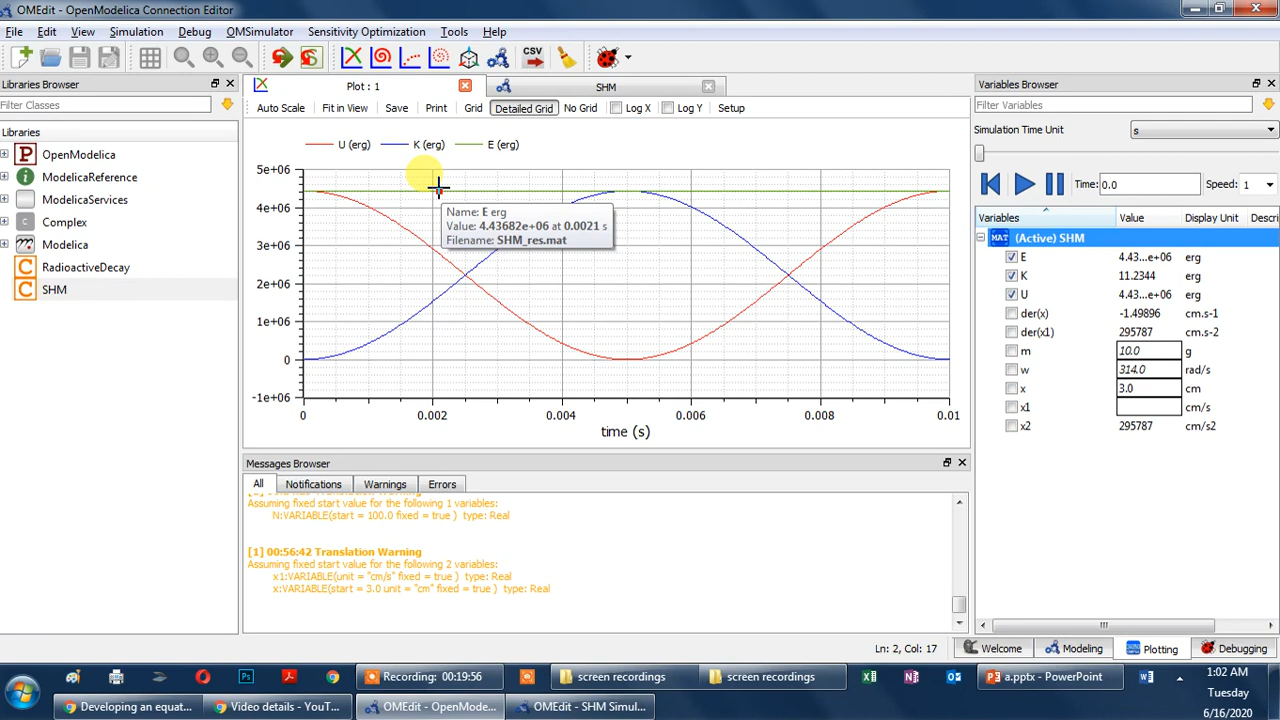 OMEdit - OpenModelica Connection Editor
File Edit View Simulation Debug OMSimulator Sensitivity Optimization Tools Help
CSV
Libraries Browser
Filter Classes
Libraries
P OpenModelica
i ModelicaReference
ModelicaServices
c Complex
Modelica
C RadioactiveDecay
C SHM
Plot : 1
SHM
Auto Scale Fit in View Save Print Grid Detailed Grid No Grid Log X Log Y Setup
U (erg) K (erg) E (erg)
5e+06
4e+06
3e+06
2e+06
1e+06
0
-1e+06
0 0.002 0.004 0.006 0.008 0.01
time (s)
Name: E erg
Value: 4.43682e+06 at 0.0021 s
Filename: SHM_res.mat
Messages Browser
All Notifications Warnings Errors
Assuming fixed start value for the following 1 variables:
N:VARIABLE(start = 100.0 fixed = true ) type: Real
[1] 00:56:42 Translation Warning
Assuming fixed start value for the following 2 variables:
x1:VARIABLE(unit = "cm/s" fixed = true ) type: Real
x:VARIABLE(start = 3.0 unit = "cm" fixed = true ) type: Real
Variables Browser
Filter Variables
Simulation Time Unit s
Time: 0.0 Speed: 1
Variables Value Display Unit Descr
MAT (Active) SHM
E 4.43...e+06 erg
K 11.2344 erg
U 4.43...e+06 erg
der(x) -1.49896 cm.s-1
der(x1) 295787 cm.s-2
m 10.0 g
w 314.0 rad/s
x 3.0 cm
x1 cm/s
x2 295787 cm/s2
Ln: 2, Col: 17 Welcome Modeling Plotting Debugging
Recording: 00:19:56
screen recordings
screen recordings
a.pptx - PowerPoint
Developing an equat...
Video details - YouT...
OMEdit - OpenMode...
OMEdit - SHM Simul...
1:02 AM
Tuesday
6/16/2020